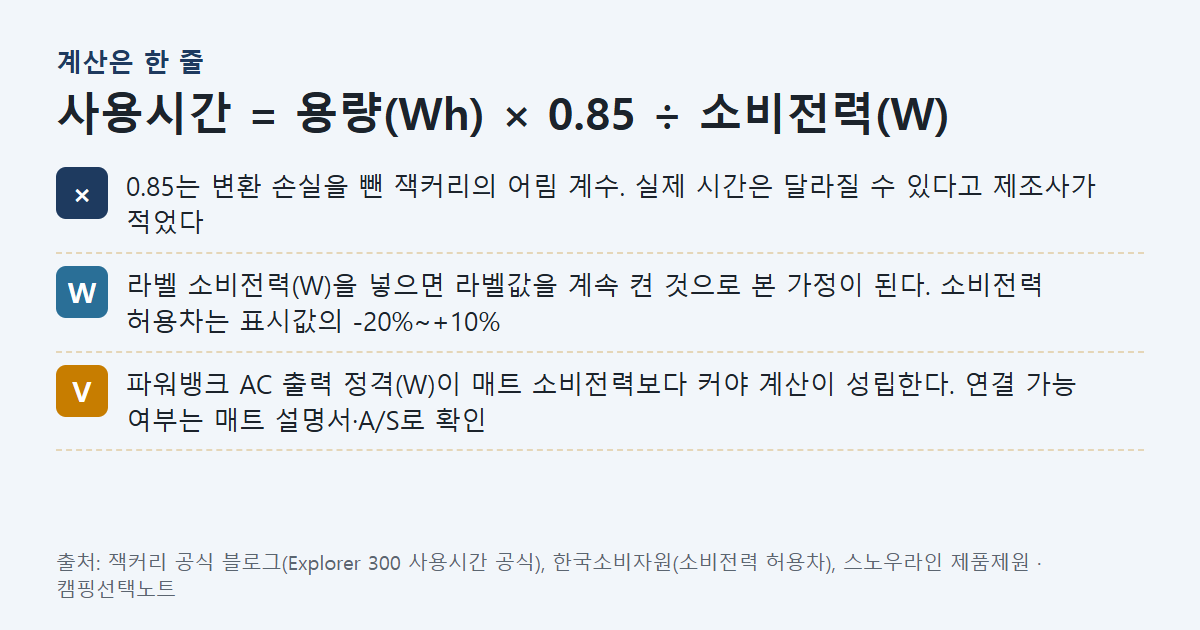 계산은 한 줄
사용시간 = 용량(Wh) × 0.85 ÷ 소비전력(W)
×
0.85는 변환 손실을 뺀 잭커리의 어림 계수. 실제 시간은 달라질 수 있다고 제조사가
적었다
W
라벨 소비전력(W)을 넣으면 라벨값을 계속 켠 것으로 본 가정이 된다. 소비전력
허용차는 표시값의 -20%~+10%
V
파워뱅크 AC 출력 정격(W)이 매트 소비전력보다 커야 계산이 성립한다. 연결 가능
여부는 매트 설명서·A/S로 확인
출처: 잭커리 공식 블로그(Explorer 300 사용시간 공식), 한국소비자원(소비전력 허용차), 스노우라인 제품제원 ·
캠핑선택노트